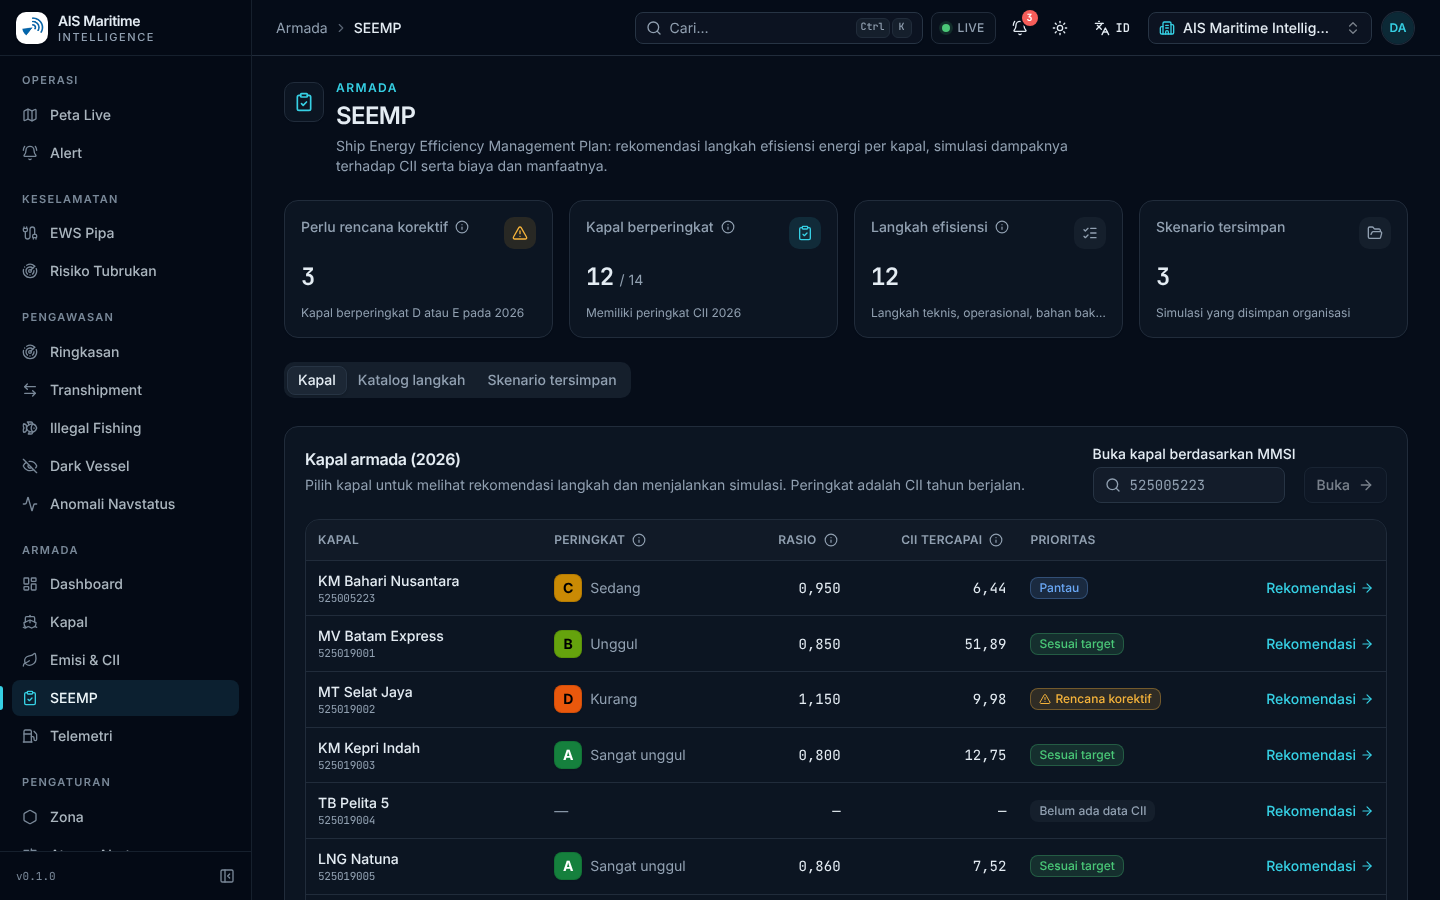 AIS Maritime
INTELLIGENCE
Armada > SEEMP
Cari...
Ctrl K
LIVE
3
ID
AIS Maritime Intellig...
DA
OPERASI
Peta Live
Alert
KESELAMATAN
EWS Pipa
Risiko Tubrukan
PENGAWASAN
Ringkasan
Transhipment
Illegal Fishing
Dark Vessel
Anomali Navstatus
ARMADA
Dashboard
Kapal
Emisi & CII
SEEMP
Telemetri
PENGATURAN
Zona
v0.1.0
ARMADA
SEEMP
Ship Energy Efficiency Management Plan: rekomendasi langkah efisiensi energi per kapal, simulasi dampaknya
terhadap CII serta biaya dan manfaatnya.
Perlu rencana korektif
3
Kapal berperingkat D atau E pada 2026
Kapal berperingkat
12 / 14
Memiliki peringkat CII 2026
Langkah efisiensi
12
Langkah teknis, operasional, bahan bak...
Skenario tersimpan
3
Simulasi yang disimpan organisasi
Kapal Katalog langkah Skenario tersimpan
Kapal armada (2026)
Pilih kapal untuk melihat rekomendasi langkah dan menjalankan simulasi. Peringkat adalah CII tahun berjalan.
Buka kapal berdasarkan MMSI
525005223
Buka →
KAPAL PERINGKAT RASIO CII TERCAPAI PRIORITAS
KM Bahari Nusantara
525005223
C Sedang 0,950 6,44 Pantau Rekomendasi →
MV Batam Express
525019001
B Unggul 0,850 51,89 Sesuai target Rekomendasi →
MT Selat Jaya
525019002
D Kurang 1,150 9,98 Rencana korektif Rekomendasi →
KM Kepri Indah
525019003
A Sangat unggul 0,800 12,75 Sesuai target Rekomendasi →
TB Pelita 5
525019004
— – – Belum ada data CII Rekomendasi →
LNG Natuna
525019005
A Sangat unggul 0,860 7,52 Sesuai target Rekomendasi →